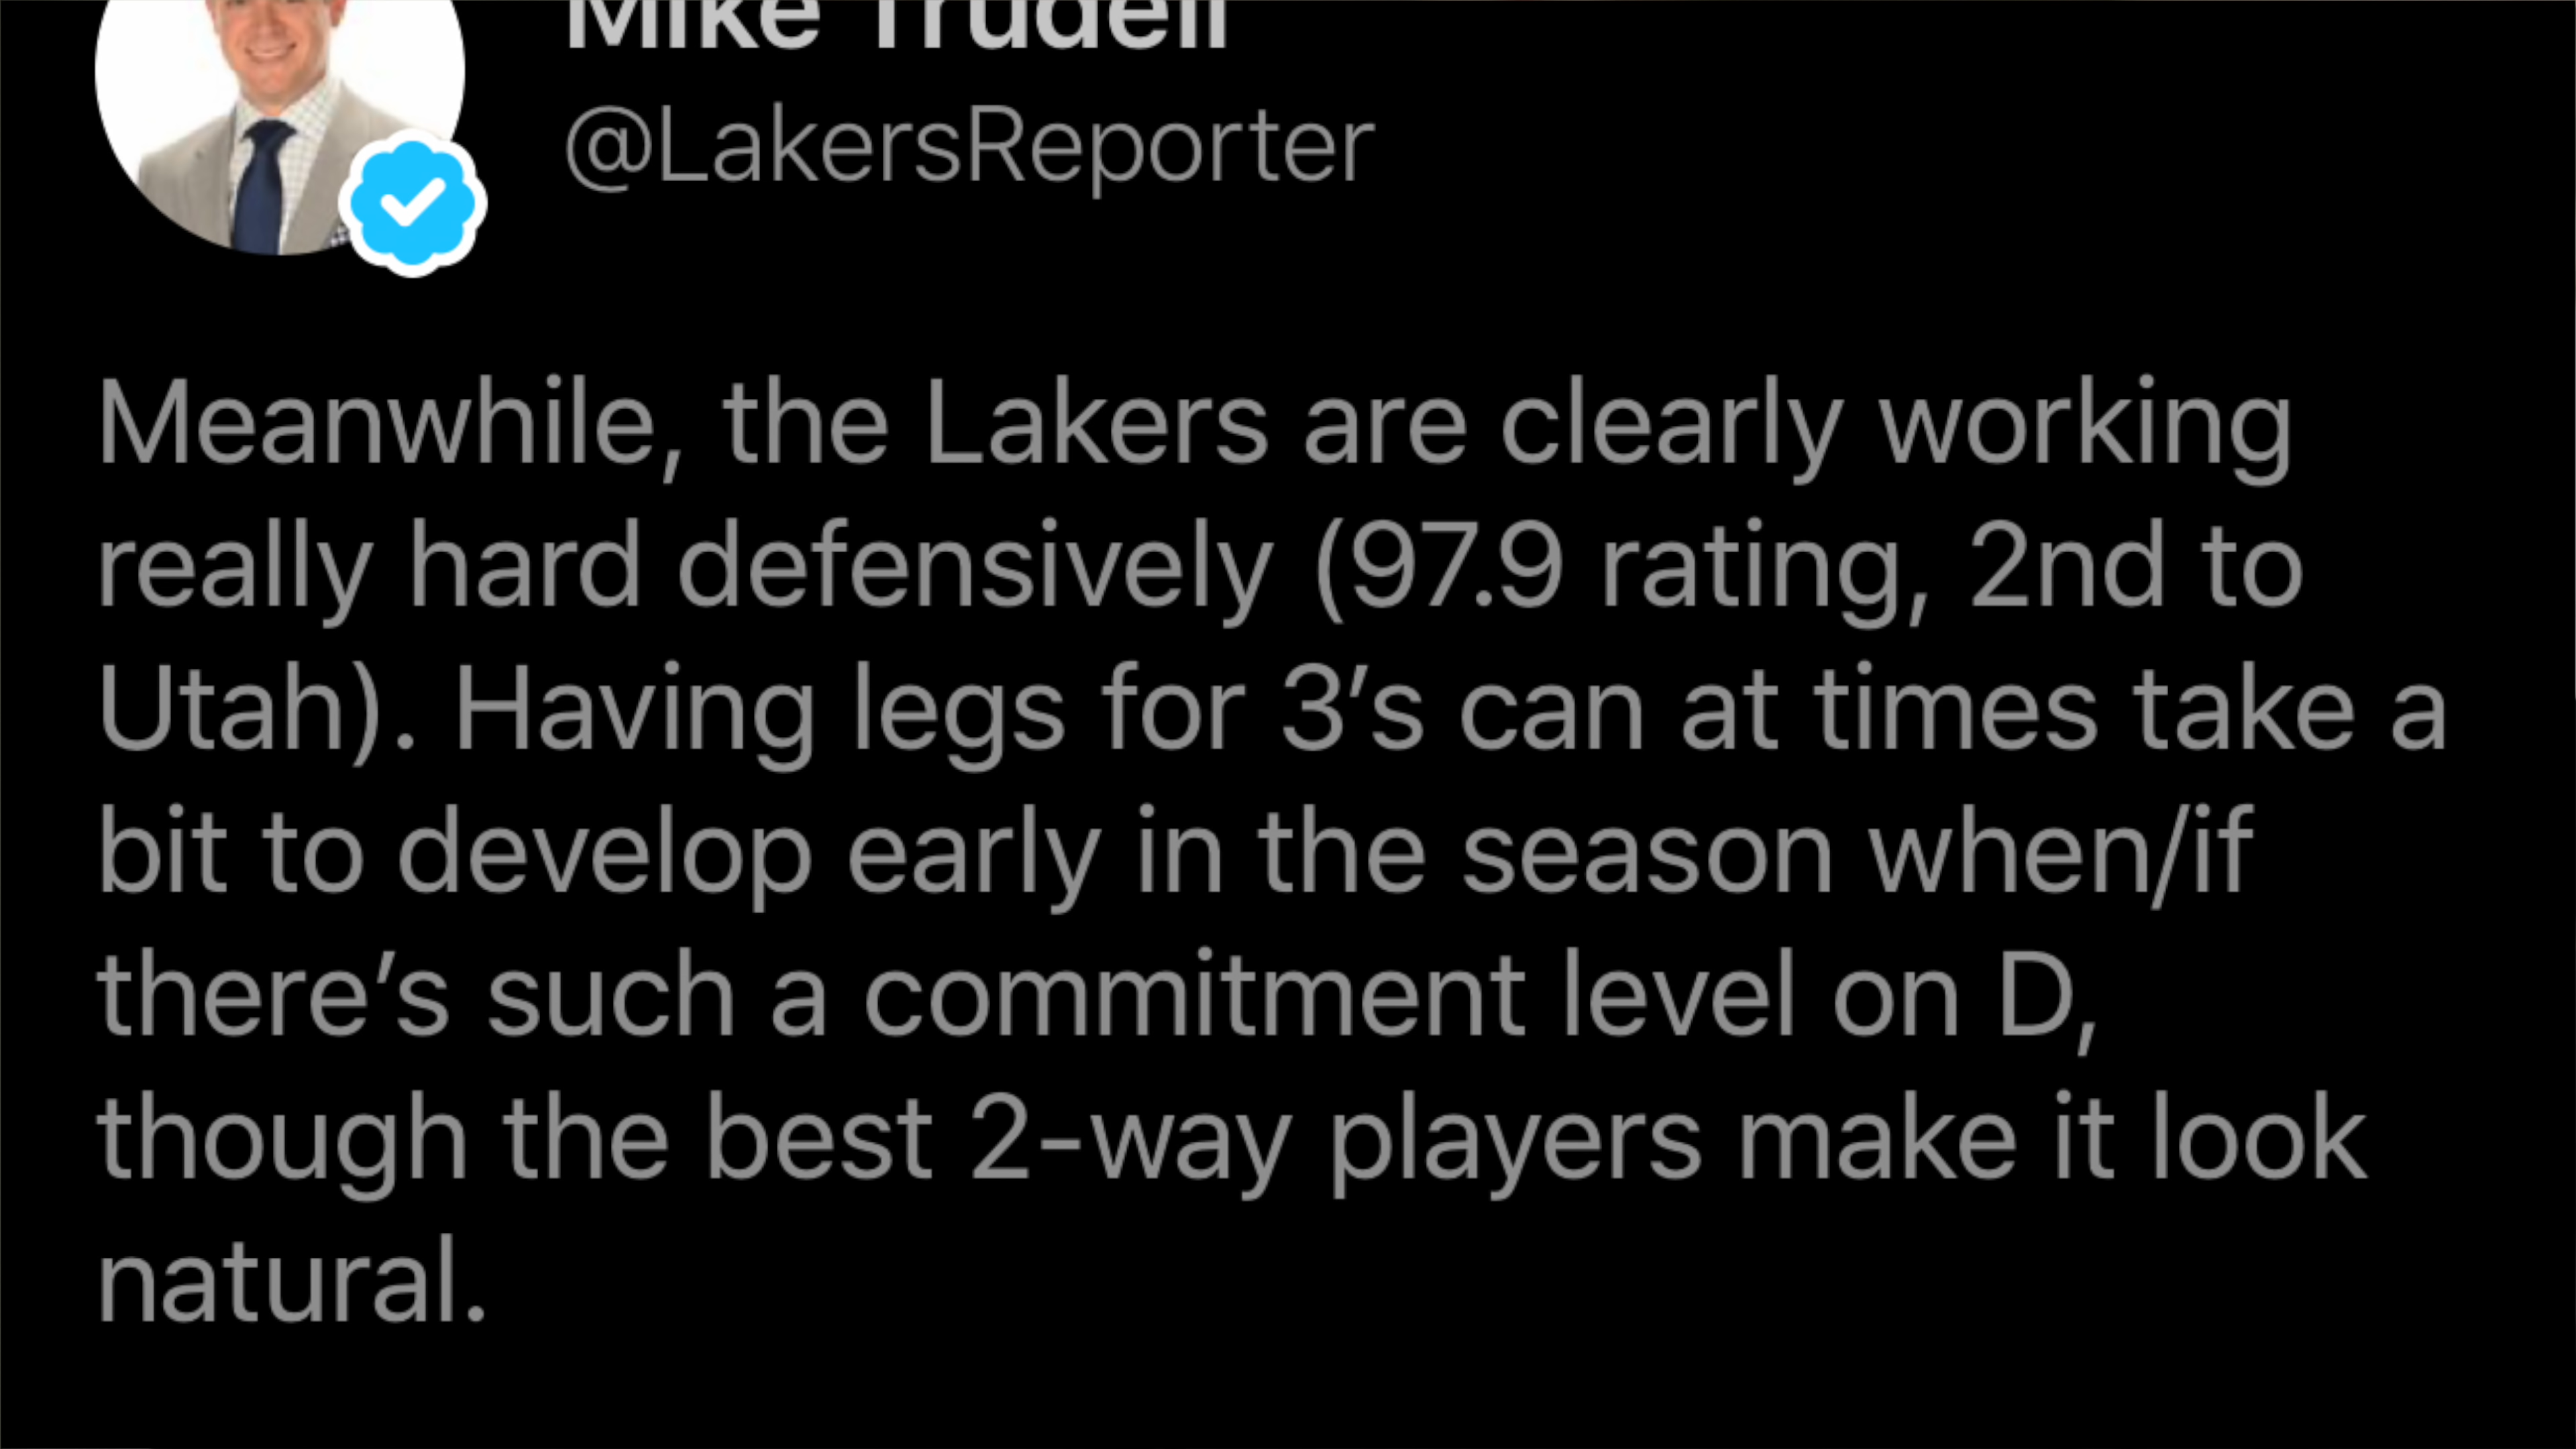 Mike Trudell
@LakersReporter
Meanwhile, the Lakers are clearly working
really hard defensively (97.9 rating, 2nd to
Utah). Having legs for 3’s can at times take a
bit to develop early in the season when/if
there’s such a commitment level on D,
though the best 2-way players make it look
natural.